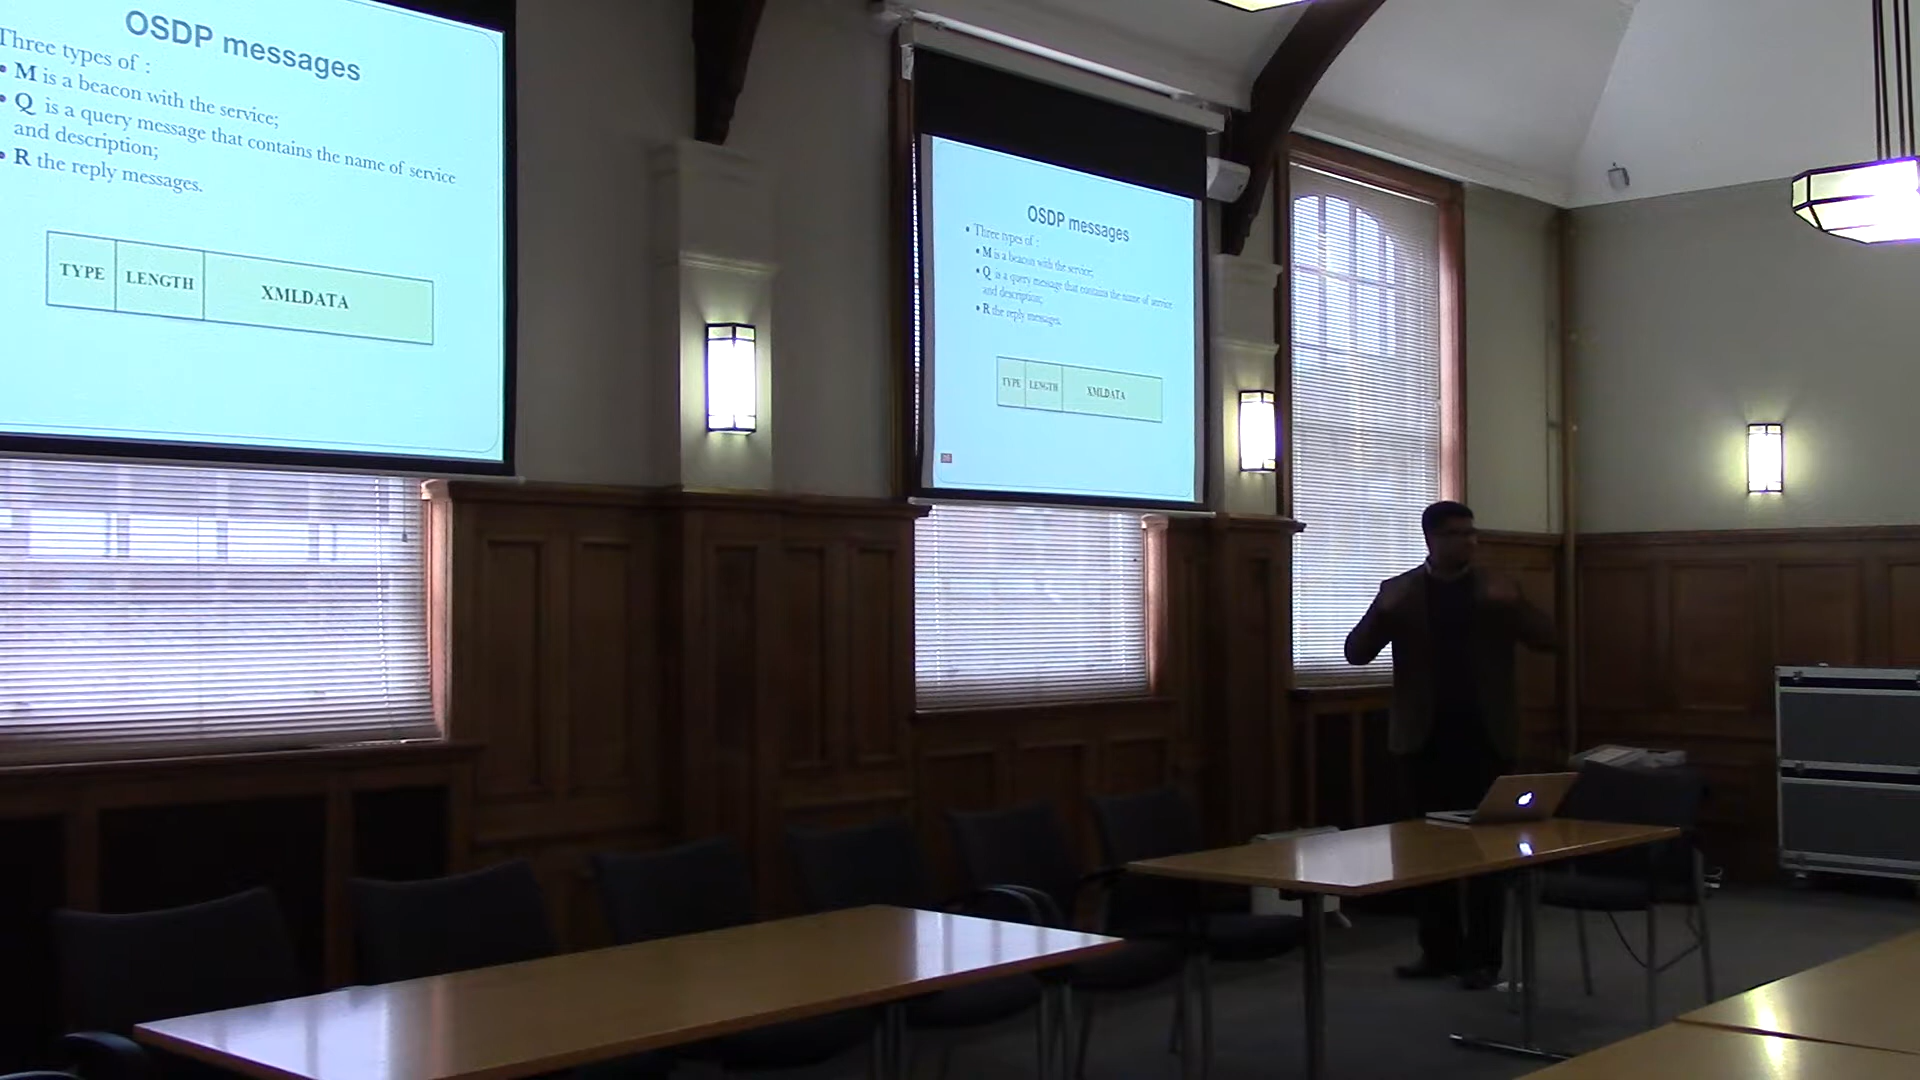 OSDP messages
Three types of :
• M is a beacon with the service;
• Q is a query message that contains the name of service
and description;
• R the reply messages.
TYPE LENGTH XMLDATA
OSDP messages
• Three types of :
• M is a beacon with the service;
• Q is a query message that contains the name of service
and description;
• R the reply messages.
TYPE LENGTH XMLDATA